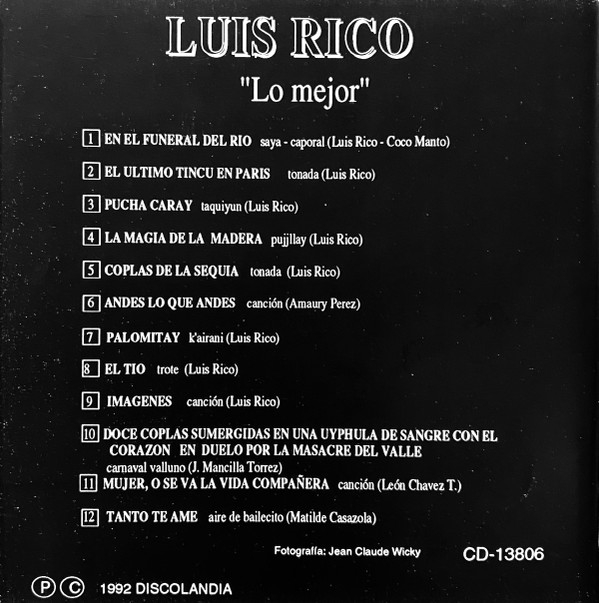 LUIS RICO
"Lo mejor"
1 EN EL FUNERAL DEL RIO saya - caporal (Luis Rico - Coco Manto)
2 EL ULTIMO TINCU EN PARIS tonada (Luis Rico)
3 PUCHA CARAY taquiyun (Luis Rico)
4 LA MAGIA DE LA MADERA pujjllay (Luis Rico)
5 COPLAS DE LA SEQUIA tonada (Luis Rico)
6 ANDES LO QUE ANDES canción (Amaury Perez)
7 PALOMITAY k'airani (Luis Rico)
8 EL TIO trote (Luis Rico)
9 IMAGENES canción (Luis Rico)
10 DOCE COPLAS SUMERGIDAS EN UNA UYPHULA DE SANGRE CON EL
CORAZON EN DUELO POR LA MASACRE DEL VALLE
carnaval valluno (J. Mancilla Torrez)
11 MUJER, O SE VA LA VIDA COMPAÑERA canción (León Chavez T.)
12 TANTO TE AME aire de bailecito (Matilde Casazola)
Fotografía: Jean Claude Wicky CD-13806
P C 1992 DISCOLANDIA